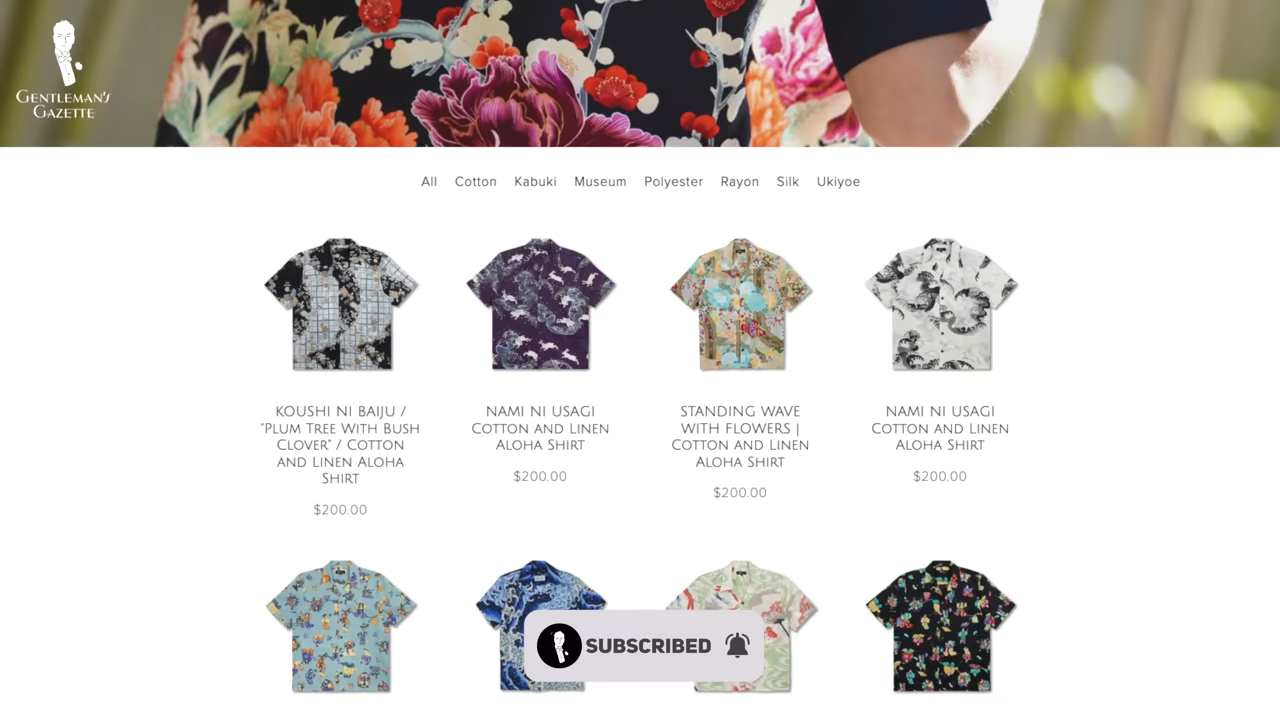 GENTLEMAN'S
GAZETTE
All Cotton Kabuki Museum Polyester Rayon Silk Ukiyoe
KOUSHI NI BAIJU /
"PLUM TREE WITH BUSH
CLOVER" / COTTON
AND LINEN ALOHA
SHIRT
$200.00
NAMI NI USAGI
COTTON AND LINEN
ALOHA SHIRT
$200.00
STANDING WAVE
WITH FLOWERS |
COTTON AND LINEN
ALOHA SHIRT
$200.00
NAMI NI USAGI
COTTON AND LINEN
ALOHA SHIRT
$200.00
SUBSCRIBED